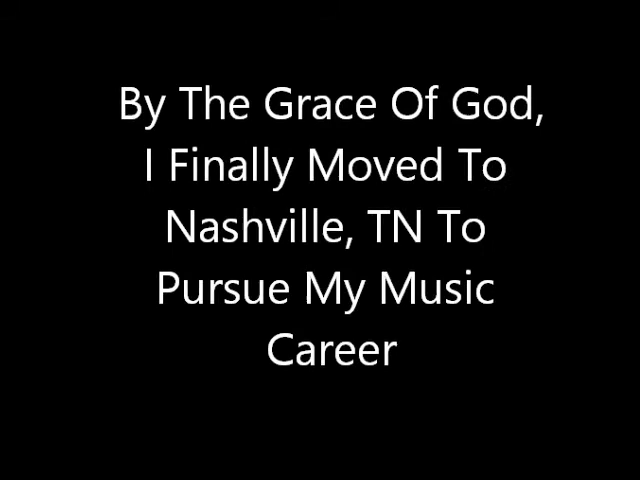 By The Grace Of God,
I Finally Moved To
Nashville, TN To
Pursue My Music
Career